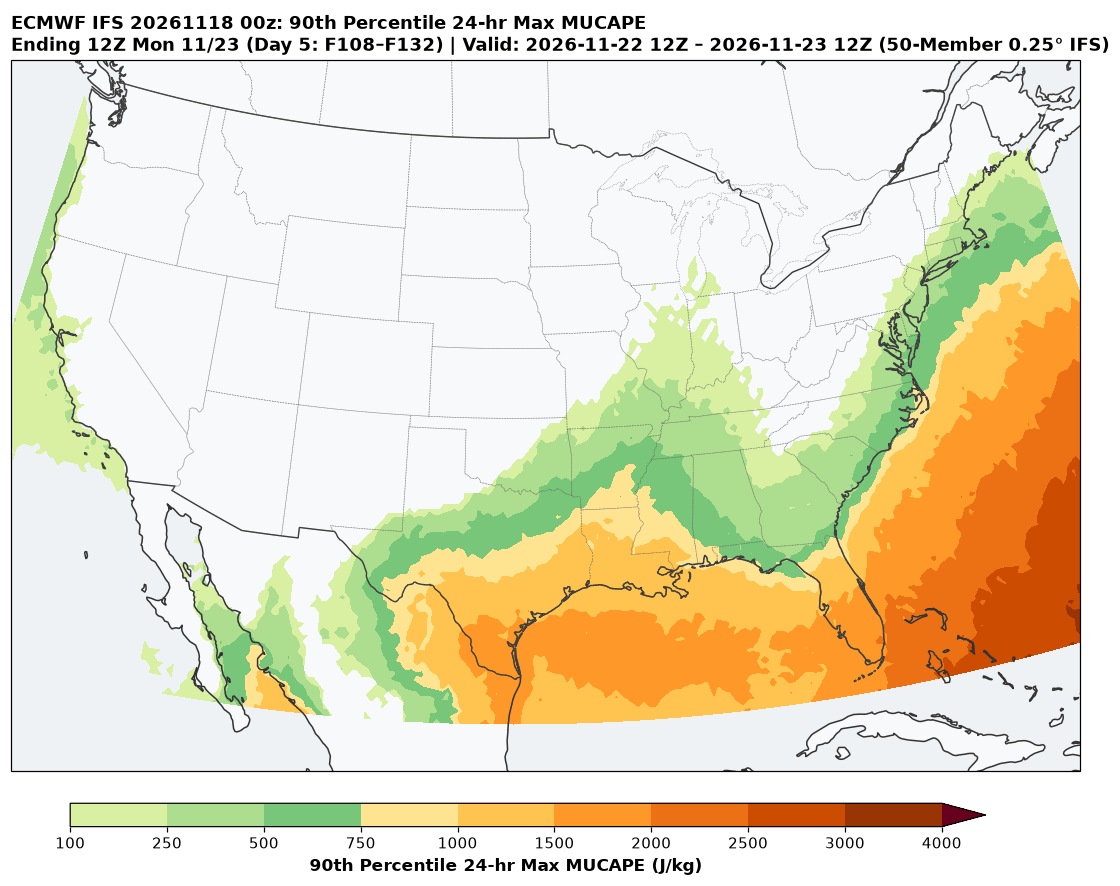 ECMWF IFS 20261118 00z: 90th Percentile 24-hr Max MUCAPE
Ending 12Z Mon 11/23 (Day 5: F108–F132) | Valid: 2026-11-22 12Z – 2026-11-23 12Z (50-Member 0.25° IFS)
100 250 500 750 1000 1500 2000 2500 3000 4000
90th Percentile 24-hr Max MUCAPE (J/kg)